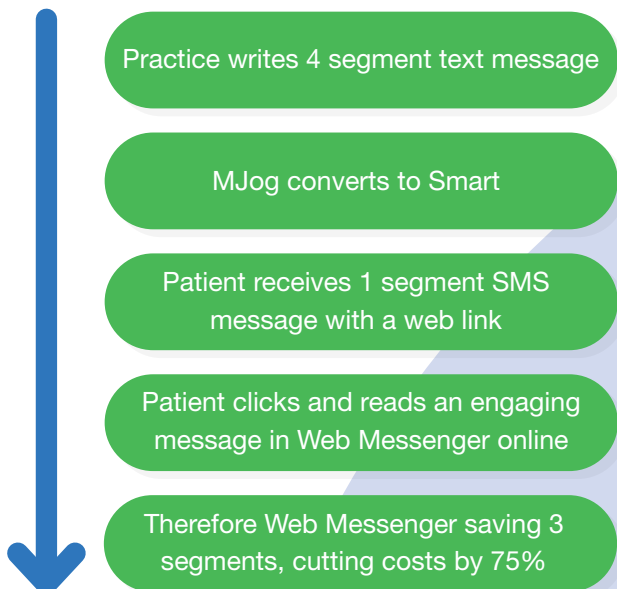 Practice writes 4 segment text message
MJog converts to Smart
Patient receives 1 segment SMS
message with a web link
Patient clicks and reads an engaging
message in Web Messenger online
Therefore Web Messenger saving 3
segments, cutting costs by 75%